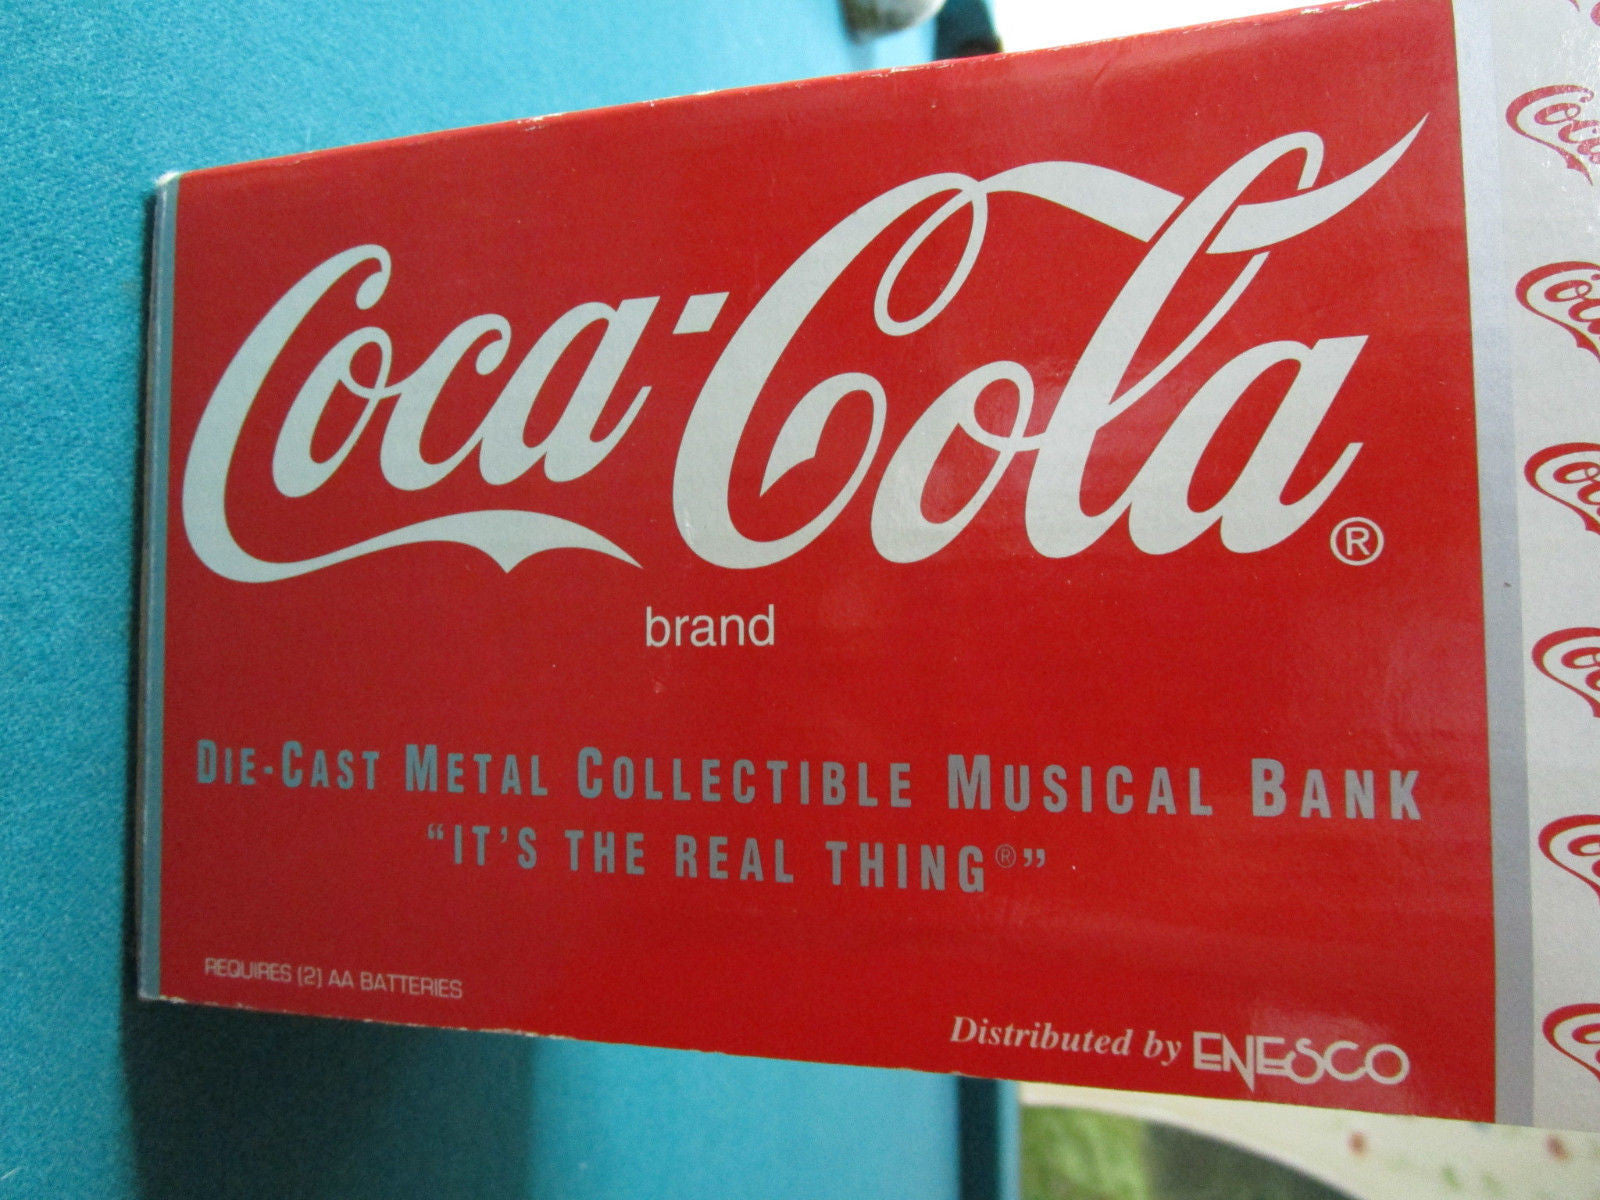 Coca-Cola®
brand
DIE-CAST METAL COLLECTIBLE MUSICAL BANK
“IT'S THE REAL THING®”
REQUIRES (2) AA BATTERIES
Distributed by ENESCO